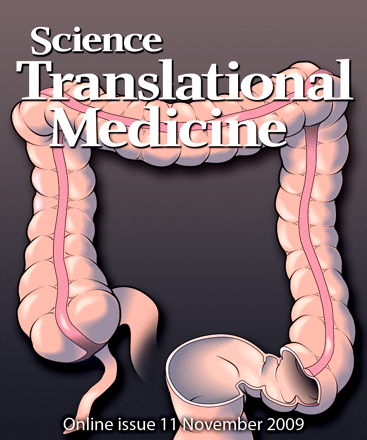 Science
Translational
Medicine
Online issue 11 November 2009